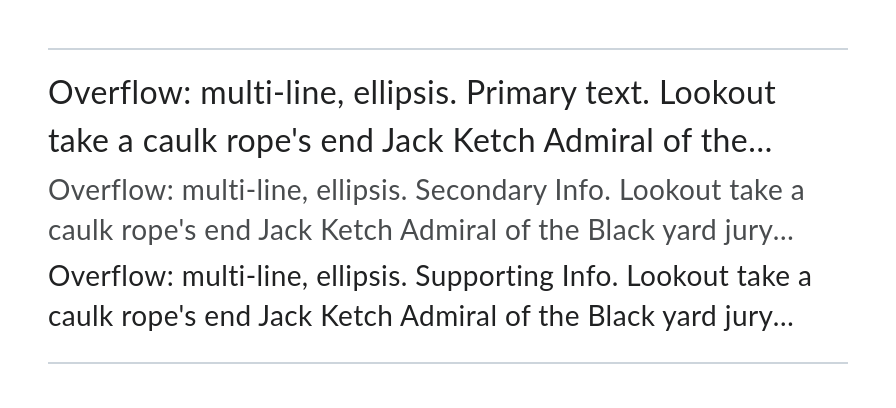 Overflow: multi-line, ellipsis. Primary text. Lookout
take a caulk rope's end Jack Ketch Admiral of the...
Overflow: multi-line, ellipsis. Secondary Info. Lookout take a
caulk rope's end Jack Ketch Admiral of the Black yard jury...
Overflow: multi-line, ellipsis. Supporting Info. Lookout take a
caulk rope's end Jack Ketch Admiral of the Black yard jury...